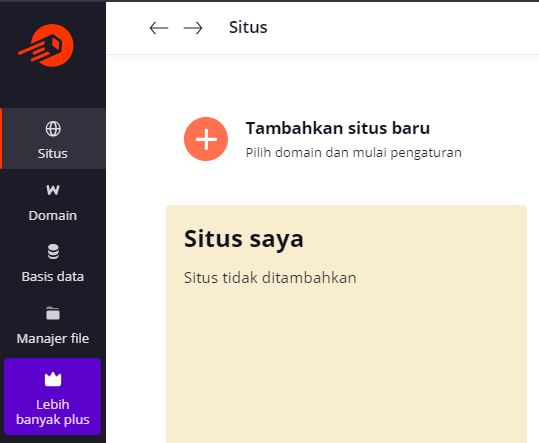 Situs
Tambahkan situs baru
Pilih domain dan mulai pengaturan
Situs
Domain
Basis data
Manajer file
Lebih
banyak plus
Situs saya
Situs tidak ditambahkan